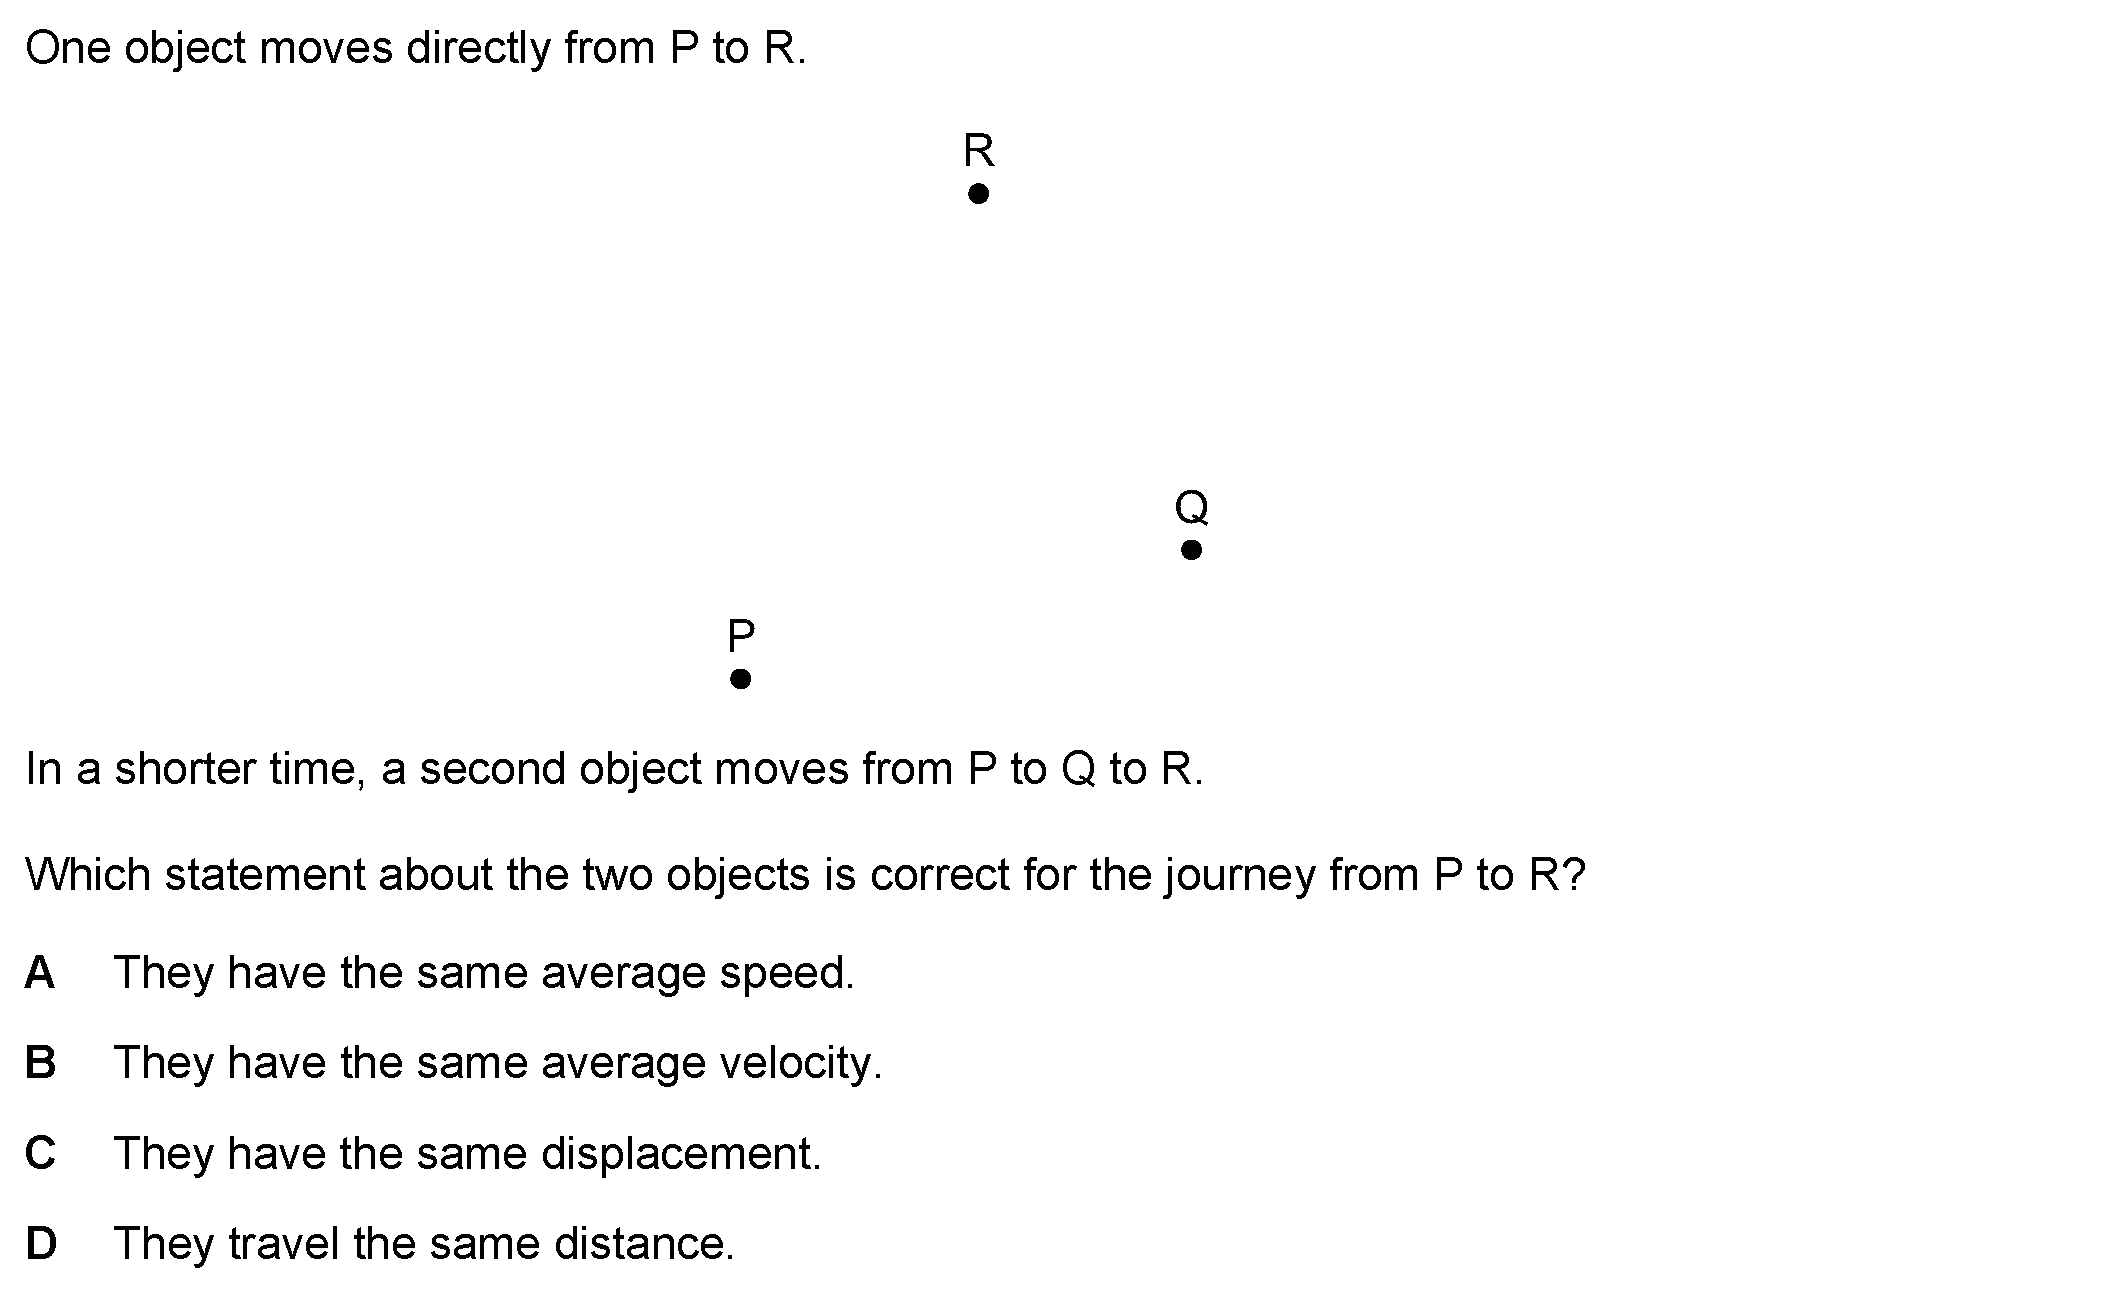 One object moves directly from P to R.
R
Q
P
In a shorter time, a second object moves from P to Q to R.
Which statement about the two objects is correct for the journey from P to R?
A They have the same average speed.
B They have the same average velocity.
C They have the same displacement.
D They travel the same distance.